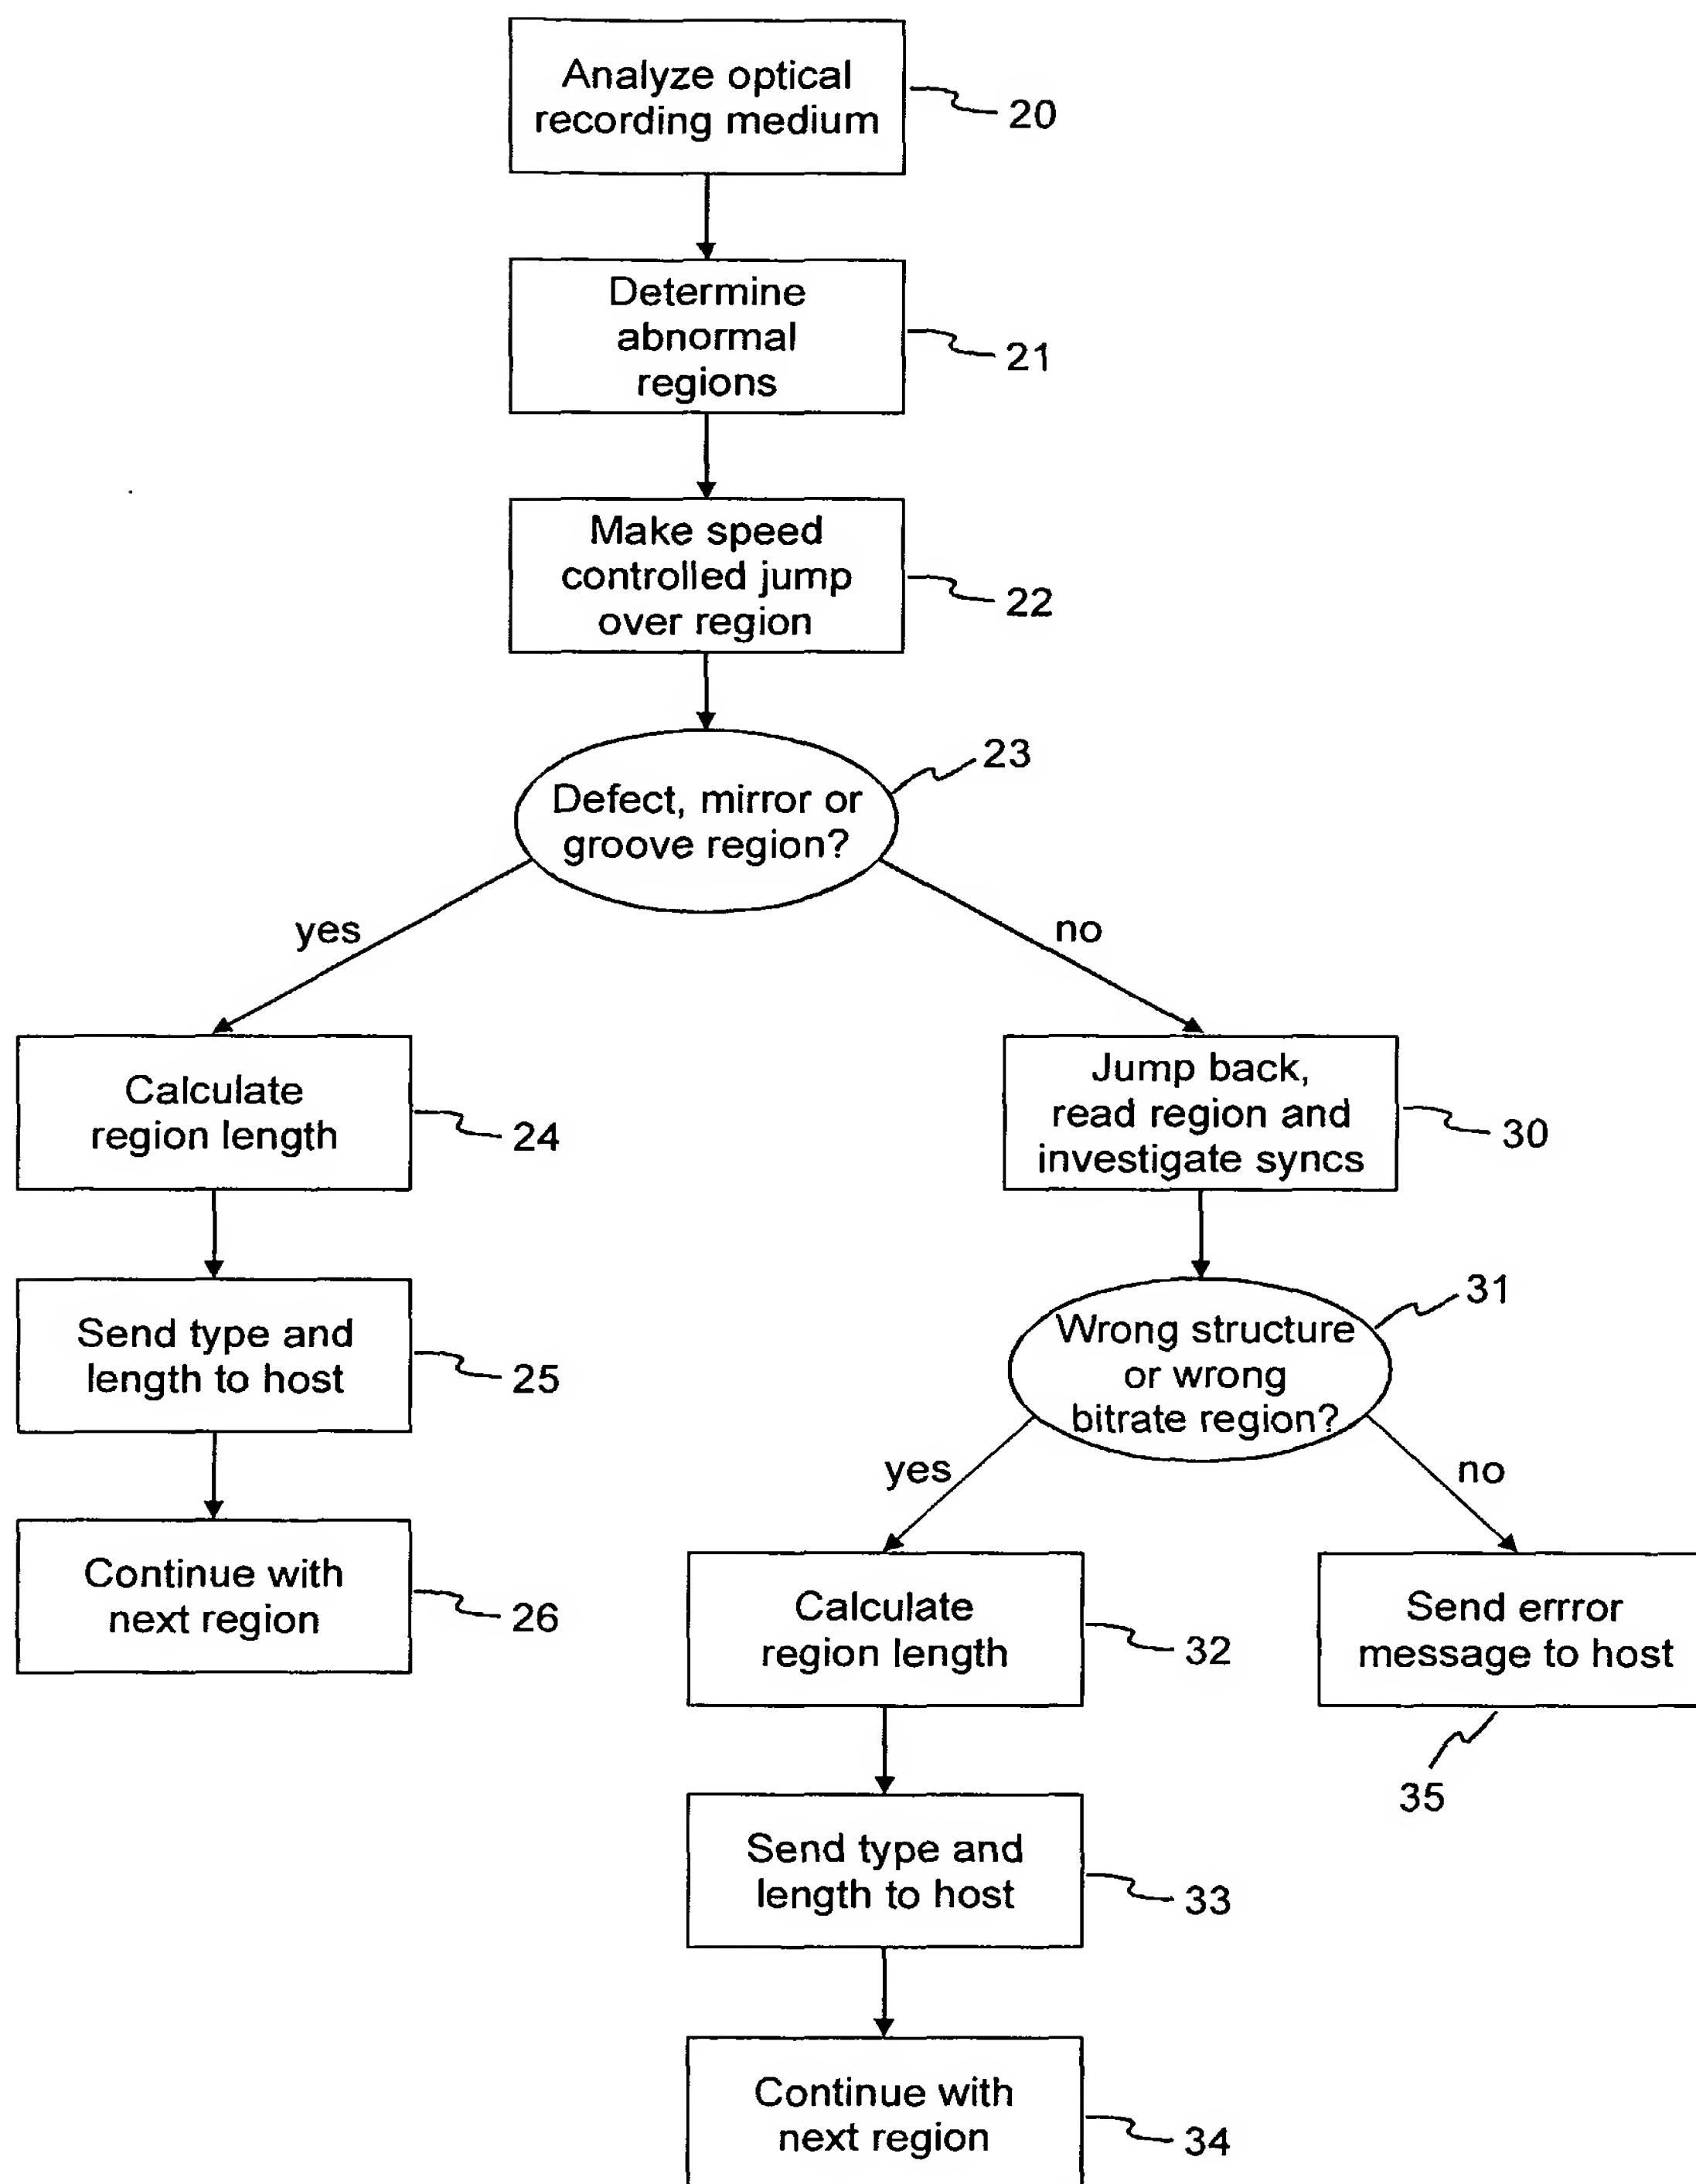 Analyze optical
recording medium
20
Determine
abnormal
regions
21
Make speed
controlled jump
over region
22
23
Defect, mirror or
groove region?
yes
no
Calculate
region length
24
Send type and
length to host
25
Continue with
next region
26
Jump back,
read region and
investigate syncs
30
31
Wrong structure
or wrong
bitrate region?
yes
no
Calculate
region length
32
Send type and
length to host
33
Continue with
next region
34
Send errror
message to host
35